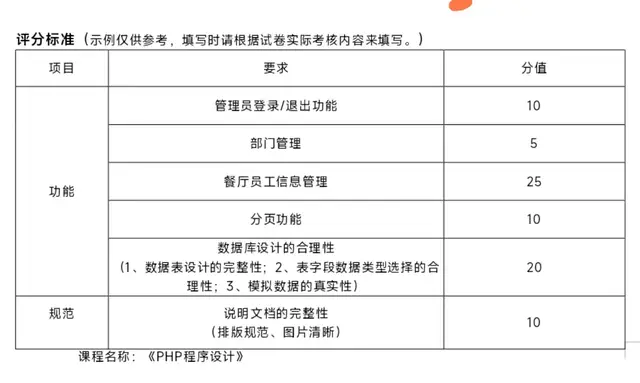 评分标准（示例仅供参考，填写时请根据试卷实际考核内容来填写。）
项目 要求 分值
功能
管理员登录/退出功能 10
部门管理 5
餐厅员工信息管理 25
分页功能 10
数据库设计的合理性
（1、数据表设计的完整性；2、表字段数据类型选择的合
理性；3、模拟数据的真实性） 20
规范
说明文档的完整性
（排版规范、图片清晰） 10
课程名称：《PHP程序设计》